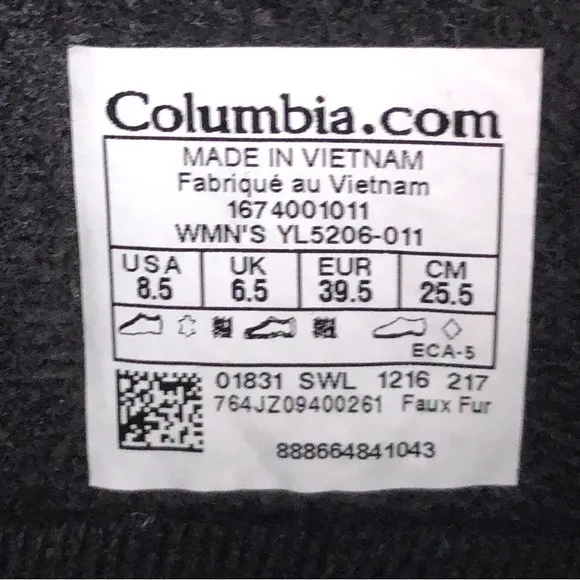 Columbia.com
MADE IN VIETNAM
Fabriqué au Vietnam
1674001011
WMN'S YL5206-011
USA UK EUR CM
8.5 6.5 39.5 25.5
ECA-5
01831 SWL 1216 217
764JZ09400261 Faux Fur
888664841043